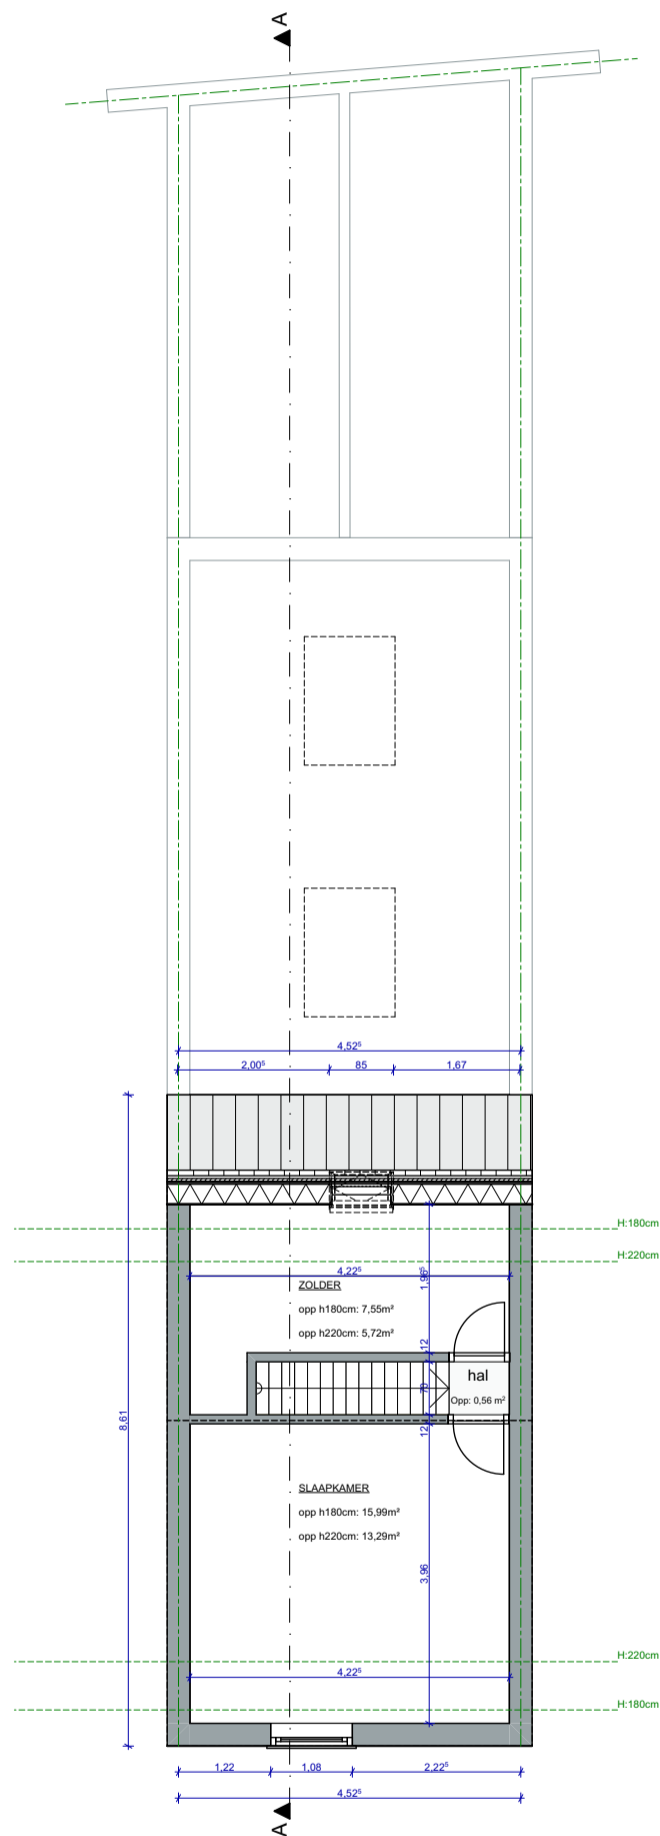 A
4,52⁵
2,00⁵
85
1,67
H:180cm
H:220cm
4,22⁵
1,96⁵
ZOLDER
opp h180cm: 7,55m²
opp h220cm: 5,72m²
12
hal
70
Opp: 0,56 m²
8,61
12
SLAAPKAMER
opp h180cm: 15,99m²
opp h220cm: 13,29m²
3,96
H:220cm
4,22⁵
H:180cm
1,22
1,08
2,22⁵
4,52⁵
A